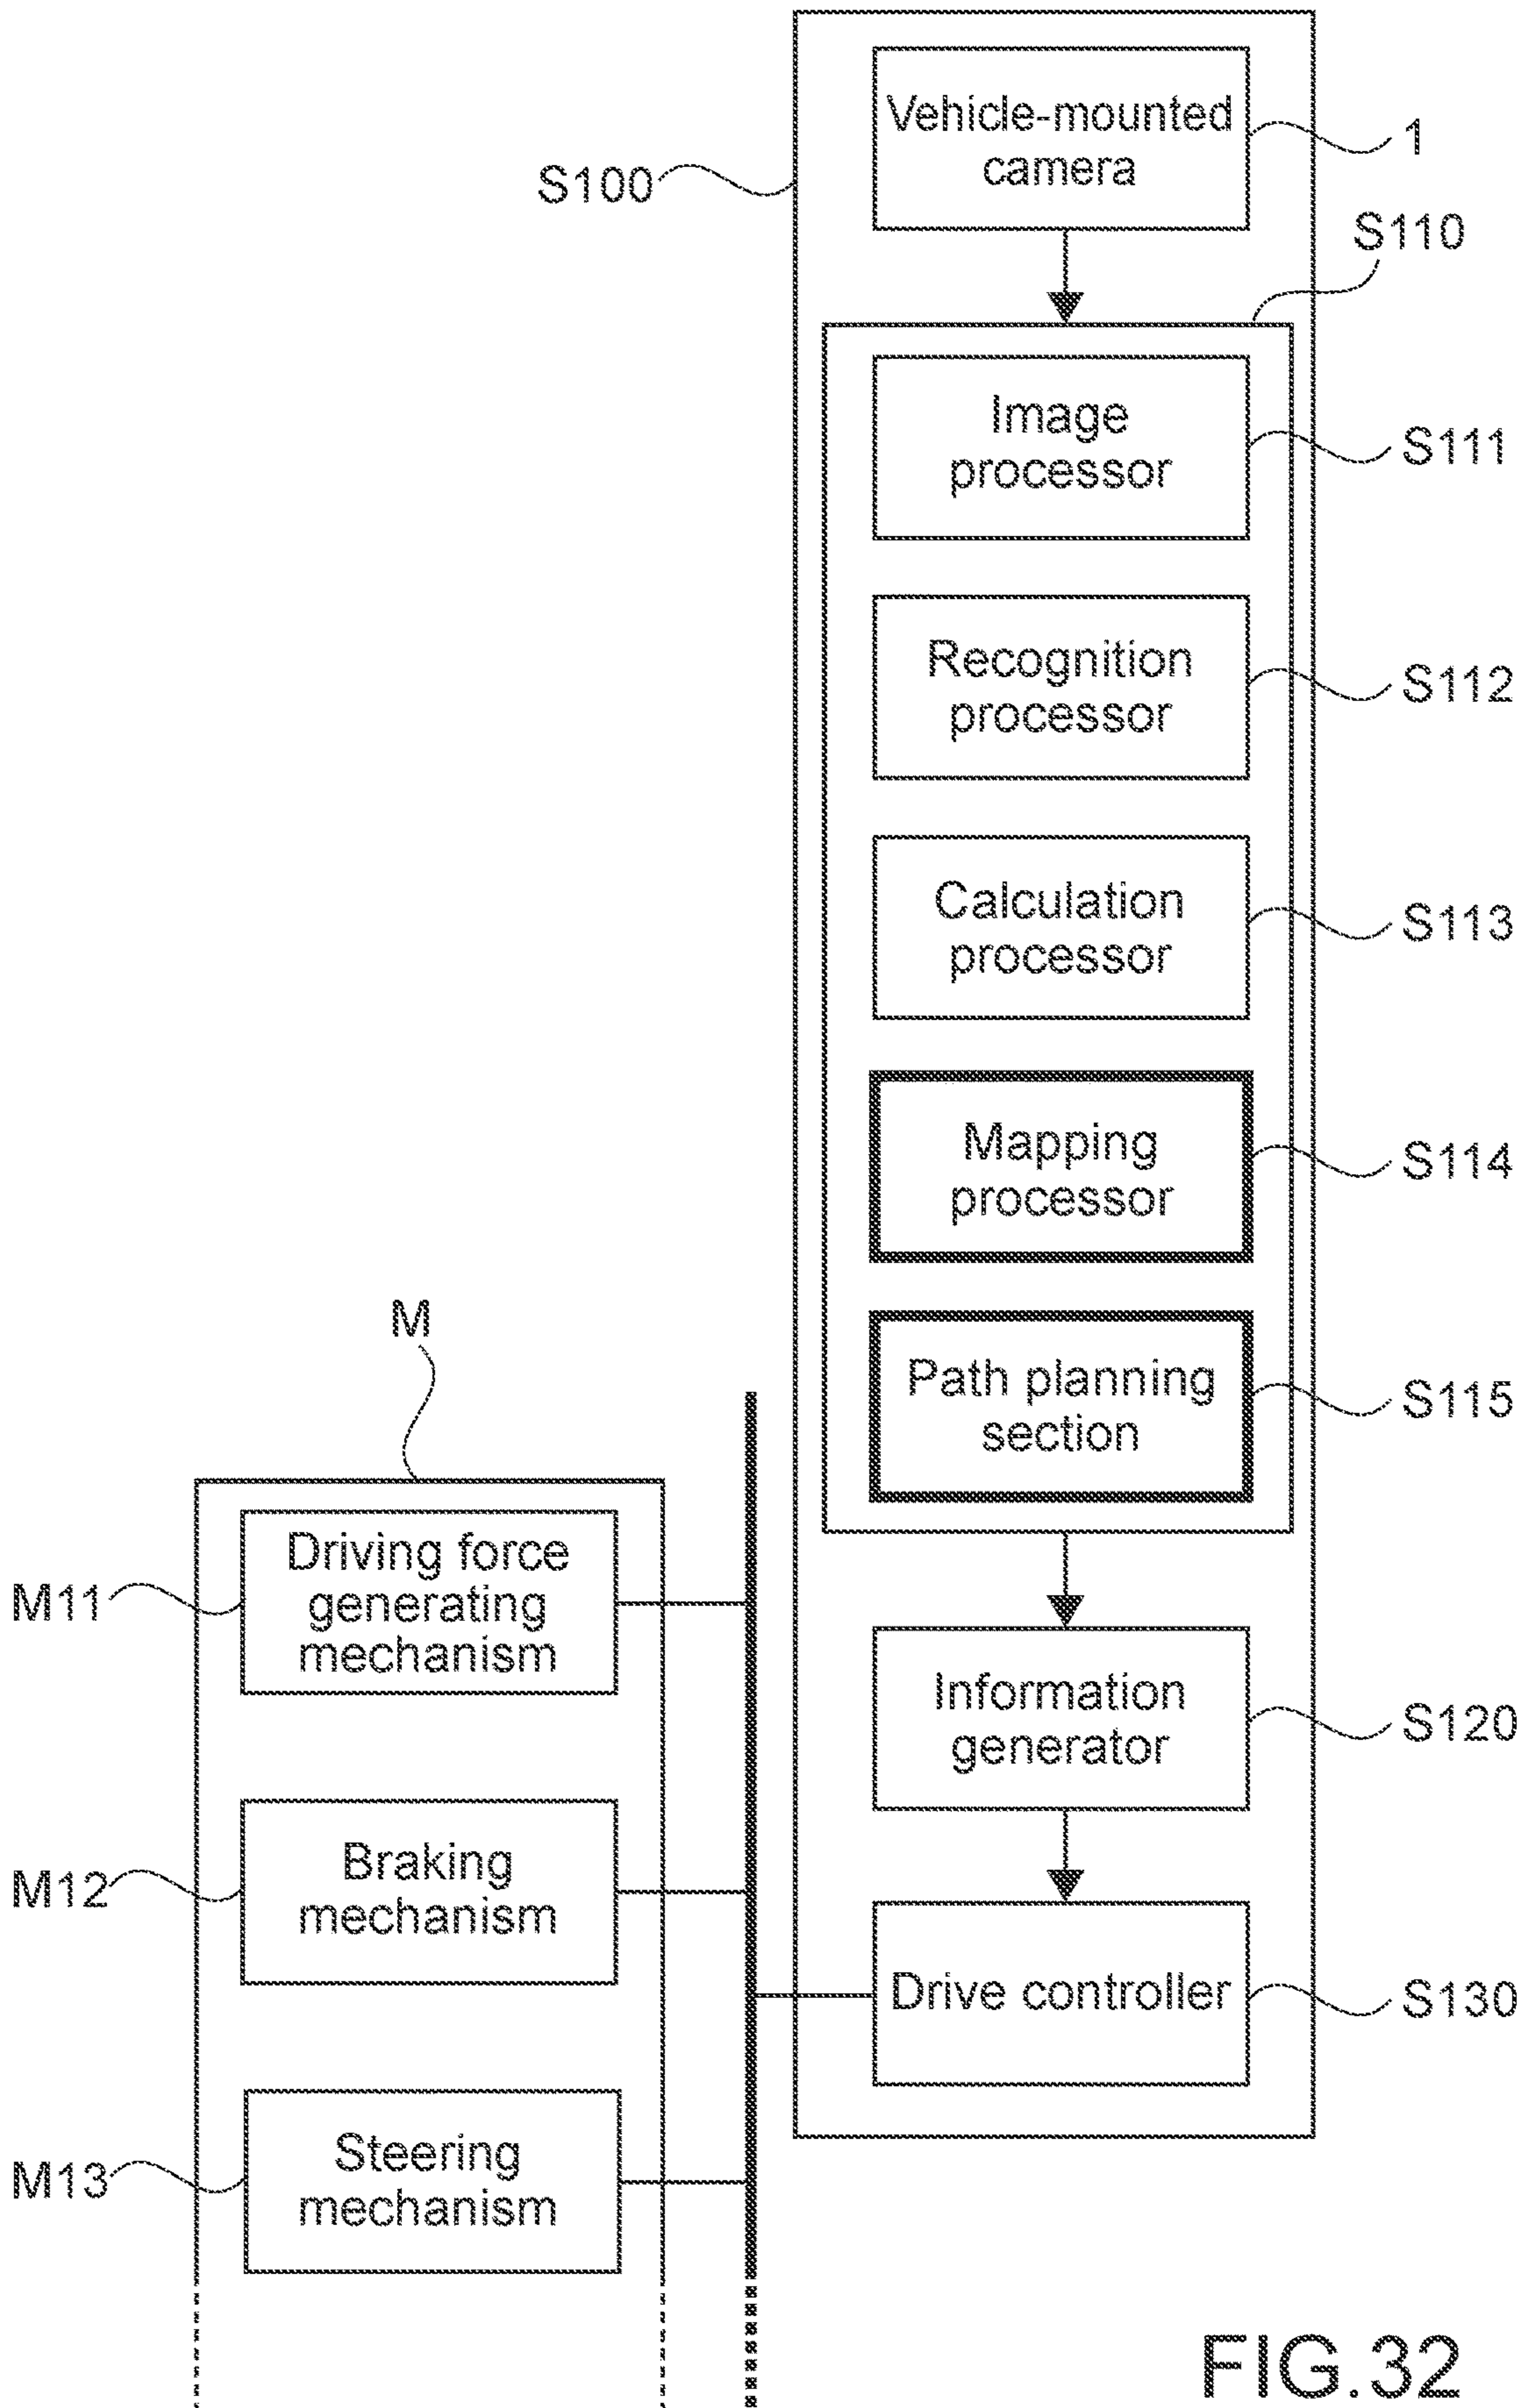 Vehicle-mounted
camera
1
S100
S110
Image
processor
S111
Recognition
processor
S112
Calculation
processor
S113
Mapping
processor
S114
Path planning
section
S115
M
Driving force
generating
mechanism
M11
Information
generator
S120
Braking
mechanism
M12
Drive controller
S130
Steering
mechanism
M13
FIG.32